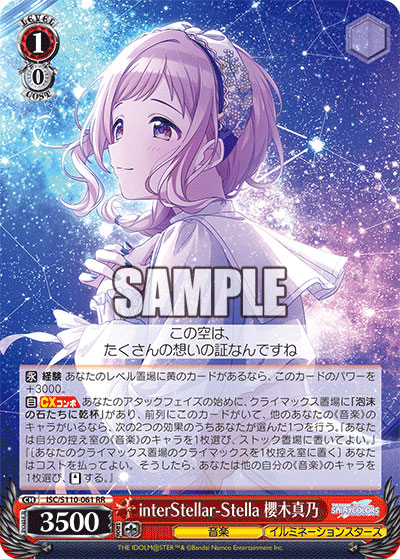 LEVEL
1
0
COST
SAMPLE
この空は、
たくさんの想いの証なんですね
永 経験 あなたのレベル置場に黄のカードがあるなら、このカードのパワーを
+3000。
自 CXコンボ あなたのアタックフェイズの始めに、クライマックス置場に「泡沫
の石たちに乾杯」があり、前列にこのカードがいて、他のあなたの《音楽》の
キャラがいるなら、次の2つの効果のうちあなたが選んだ1つを行う。『あなた
は自分の控え室の《音楽》のキャラを1枚選び、ストック置場に置いてよい。』
『[あなたのクライマックス置場のクライマックスを1枚控え室に置く] あなた
はコストを払ってよい。そうしたら、あなたは他の自分の《音楽》のキャラを
1枚選び、[ ]する。』
CH ISC/S110-061 RR
POWER
3500
interStellar-Stella 櫻木真乃
THE IDOLM@STER SHINYCOLORS
音楽
イルミネーションスターズ
THE IDOLM@STER™ &©Bandai Namco Entertainment Inc.